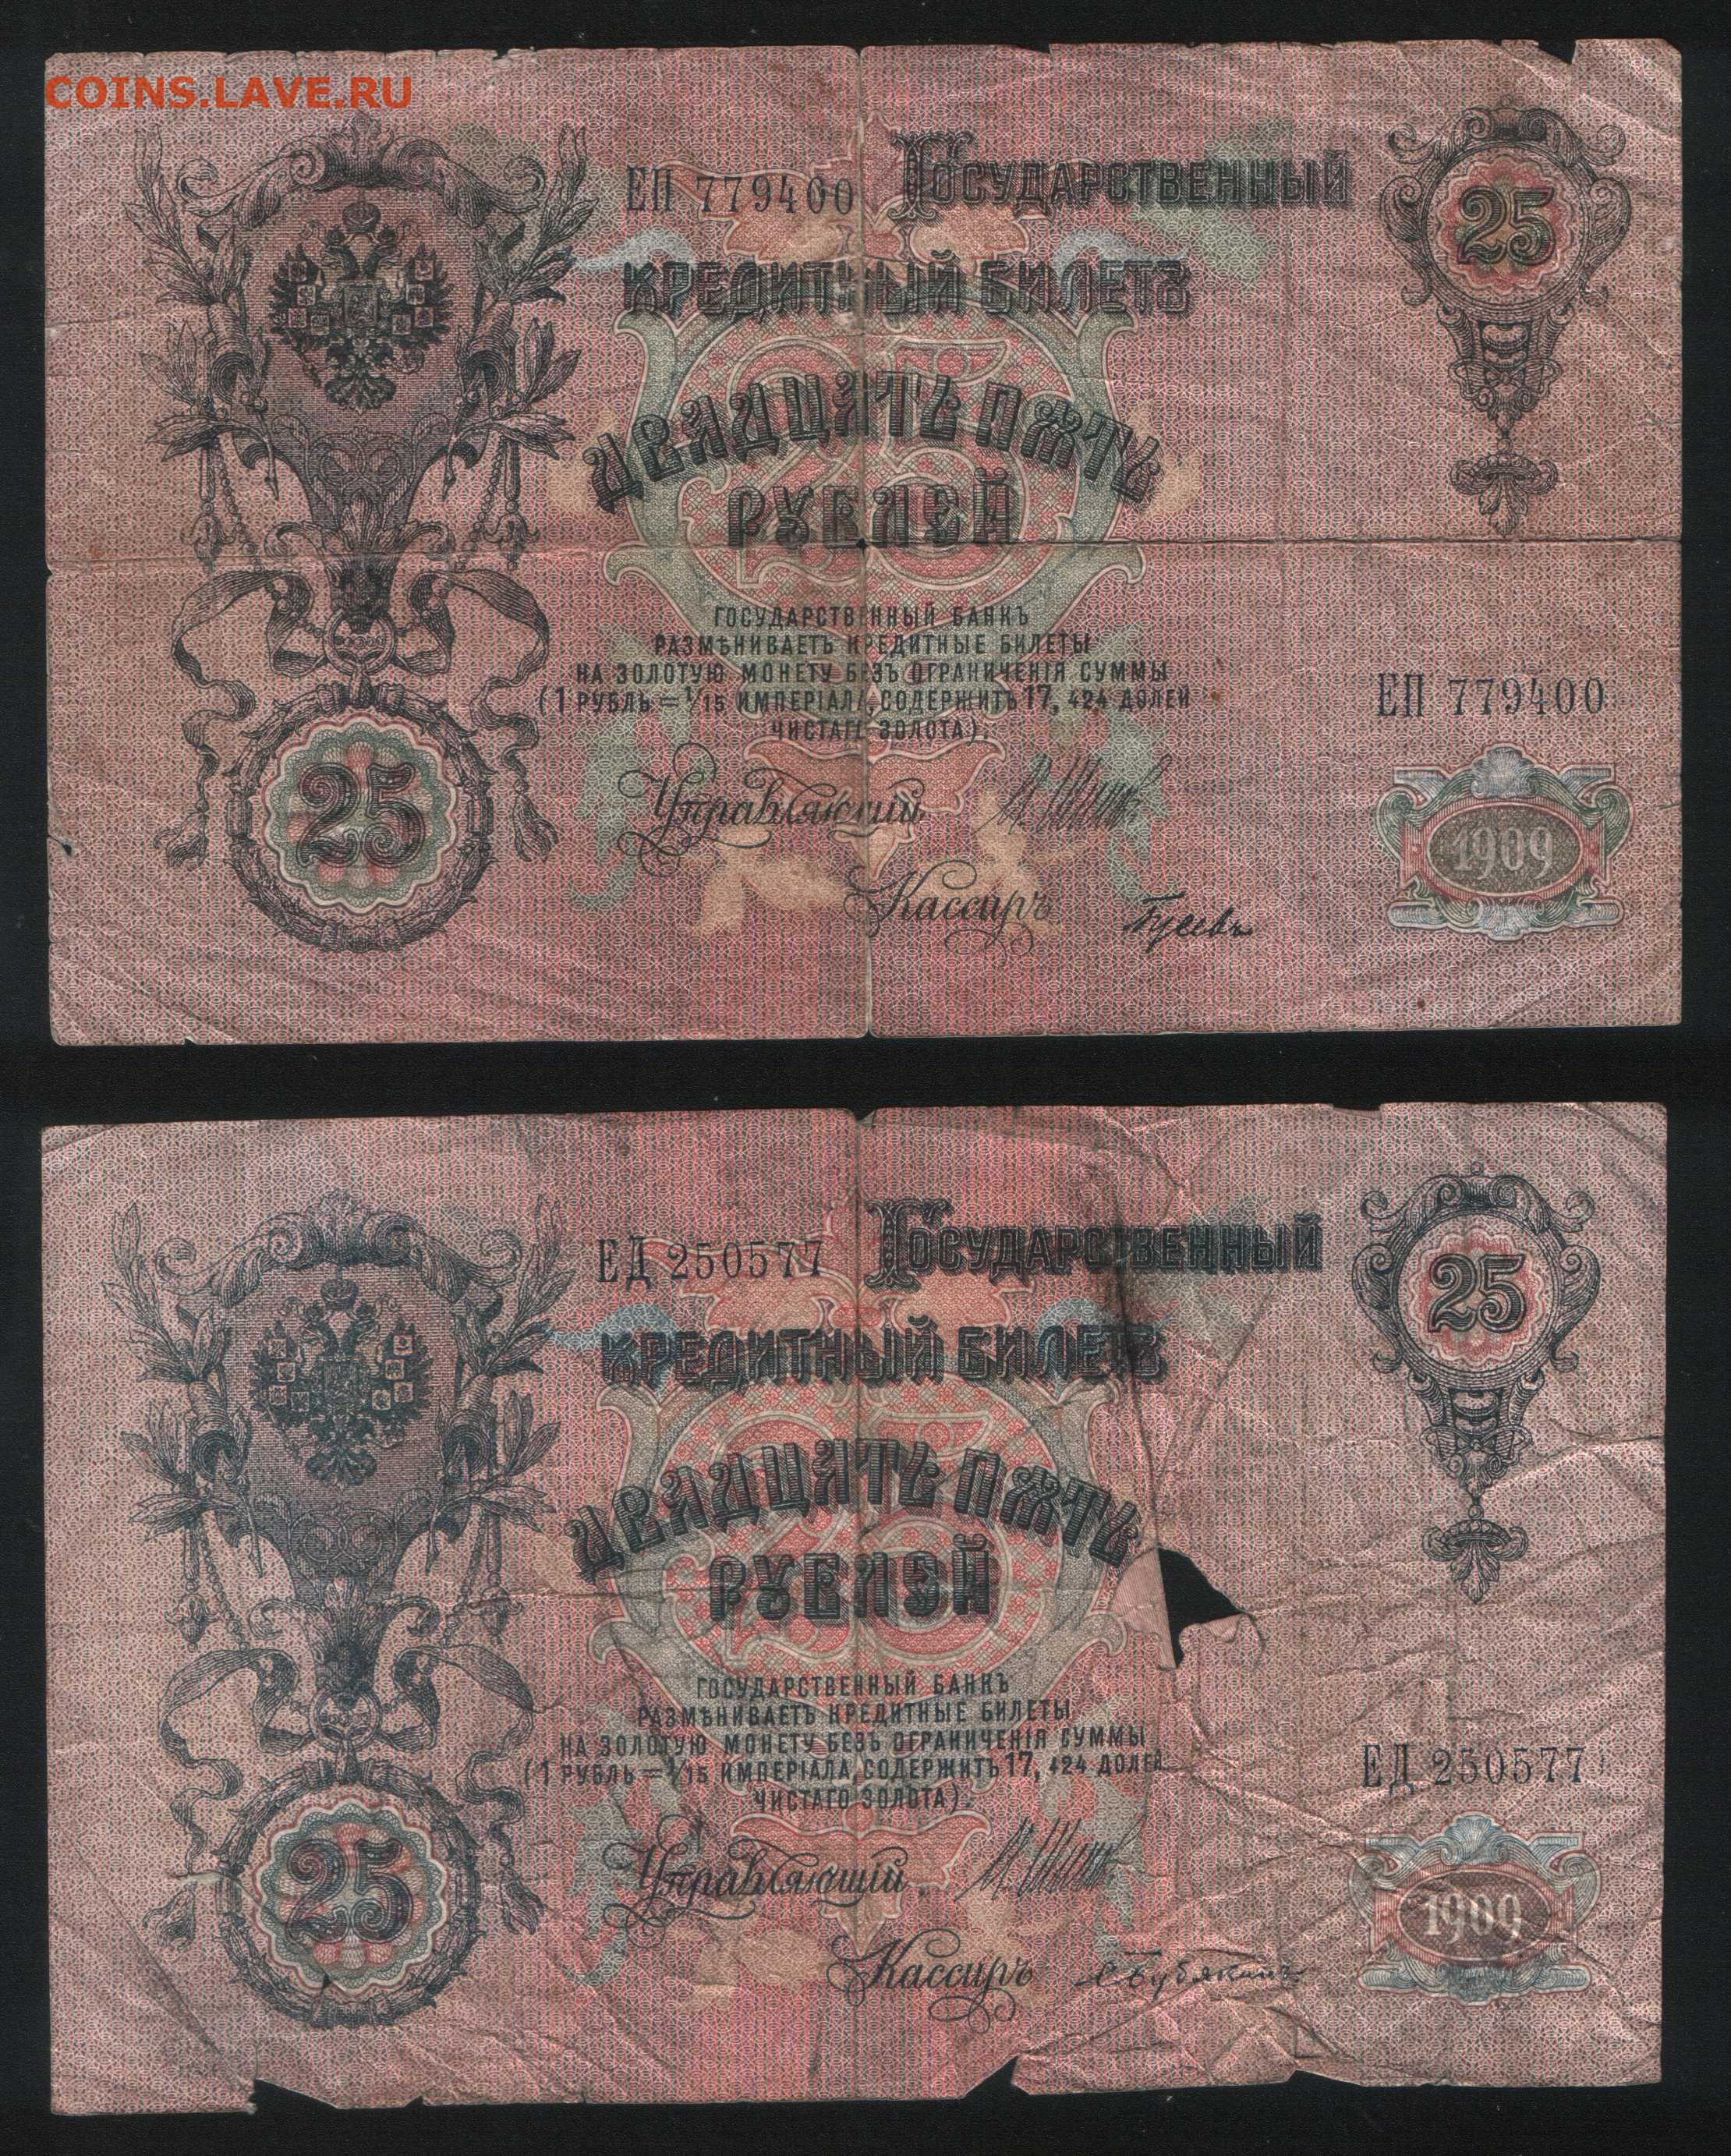 COINS.LAVE.RU
ЕП 779400
ГОСУДАРСТВЕННЫЙ
25
КРЕДИТНЫЙ БИЛЕТЪ
ДВАДЦАТЬ ПЯТЬ
РУБЛЕЙ
25
ГОСУДАРСТВЕННЫЙ БАНКЪ
РАЗМѢНИВАЕТЪ КРЕДИТНЫЕ БИЛЕТЫ
НА ЗОЛОТУЮ МОНЕТУ БЕЗЪ ОГРАНИЧЕНІЯ СУММЫ
(1 РУБЛЬ = 1/15 ИМПЕРІАЛА, СОДЕРЖИТЪ 17, 424 ДОЛЕЙ
ЧИСТАГО ЗОЛОТА).
ЕП 779400
25
Управляющій
Кассиръ
Гусевъ
1909
ЕД 250577
ГОСУДАРСТВЕННЫЙ
25
КРЕДИТНЫЙ БИЛЕТЪ
ДВАДЦАТЬ ПЯТЬ
РУБЛЕЙ
25
ГОСУДАРСТВЕННЫЙ БАНКЪ
РАЗМѢНИВАЕТЪ КРЕДИТНЫЕ БИЛЕТЫ
НА ЗОЛОТУЮ МОНЕТУ БЕЗЪ ОГРАНИЧЕНІЯ СУММЫ
(1 РУБЛЬ = 1/15 ИМПЕРІАЛА, СОДЕРЖИТЪ 17, 424 ДОЛЕЙ
ЧИСТАГО ЗОЛОТА).
ЕД 250577
25
Управляющій
Кассиръ
1909